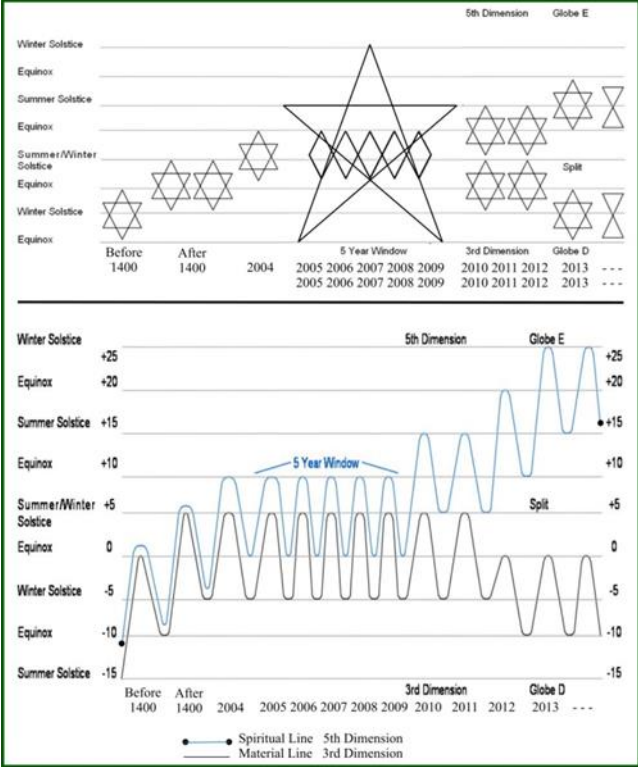 5th Dimension Globe E
Winter Solstice
Equinox
Summer Solstice
Equinox
Summer/Winter
Solstice
Split
Equinox
Winter Solstice
Equinox
Before 1400
After 1400
2004
5 Year Window
3rd Dimension Globe D
2005 2006 2007 2008 2009 2010 2011 2012 2013 - - -
2005 2006 2007 2008 2009 2010 2011 2012 2013 - - -
Winter Solstice 5th Dimension Globe E
+25 +25
Equinox +20 +20
Summer Solstice +15 +15
Equinox +10 5 Year Window +10
Summer/Winter +5 Split +5
Solstice
Equinox 0 0
Winter Solstice -5 -5
Equinox -10 -10
Summer Solstice -15 -15
3rd Dimension Globe D
Before 1400
After 1400
2004 2005 2006 2007 2008 2009 2010 2011 2012 2013 - - -
Spiritual Line 5th Dimension
Material Line 3rd Dimension